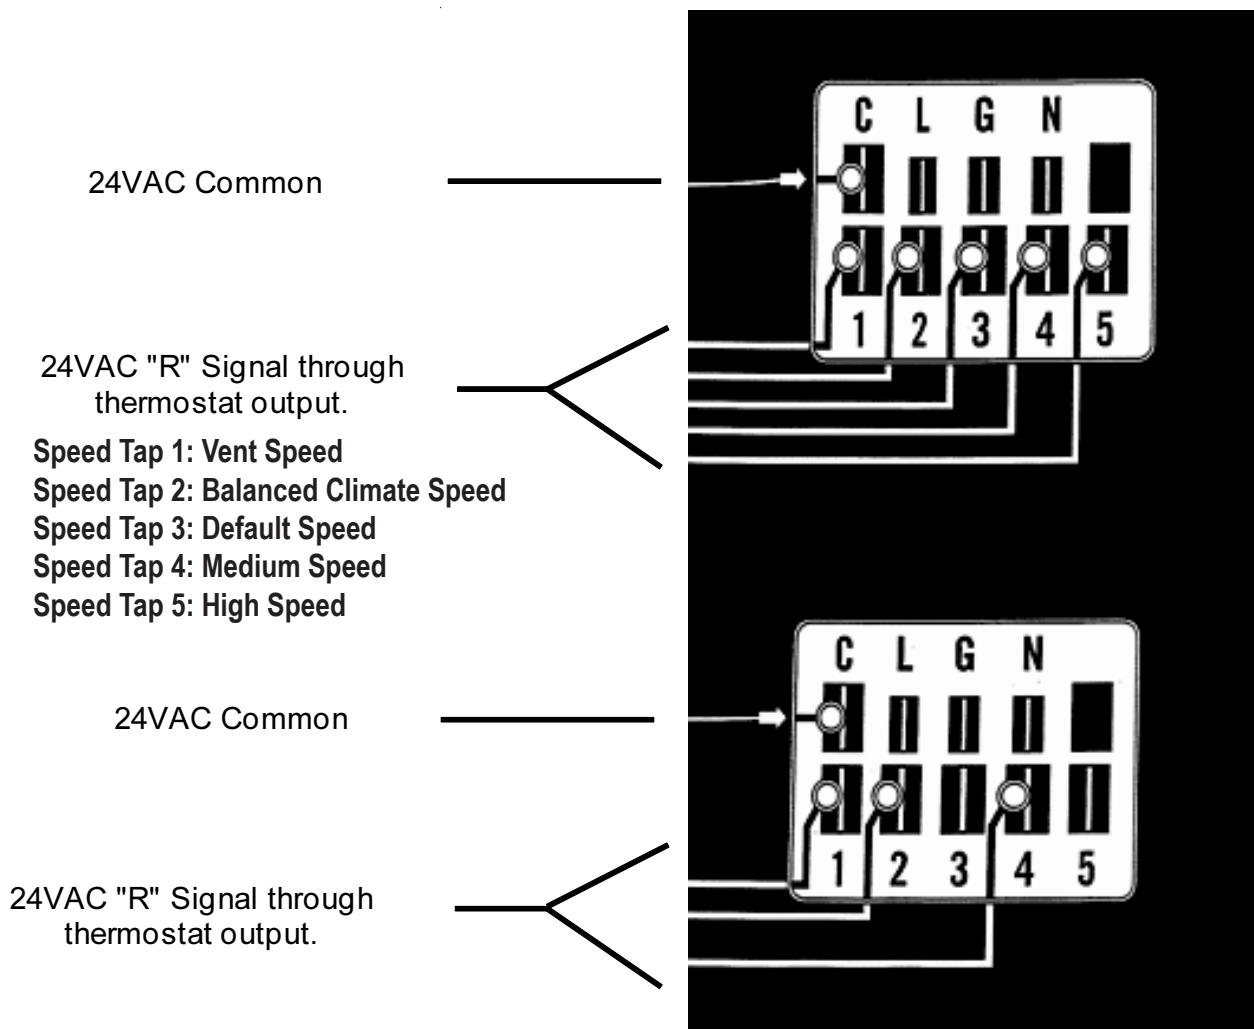 C L G N
24VAC Common
1 2 3 4 5
24VAC "R" Signal through
thermostat output.
Speed Tap 1: Vent Speed
Speed Tap 2: Balanced Climate Speed
Speed Tap 3: Default Speed
Speed Tap 4: Medium Speed
Speed Tap 5: High Speed
C L G N
24VAC Common
1 2 3 4 5
24VAC "R" Signal through
thermostat output.